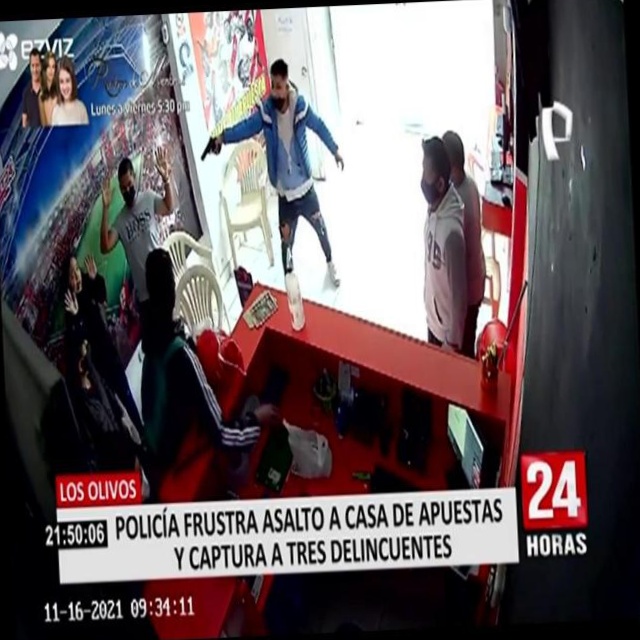 EZVIZ
Lunes a Viernes 5:30 pm
BOSS
LOS OLIVOS
21:50:06
POLICÍA FRUSTRA ASALTO A CASA DE APUESTAS
Y CAPTURA A TRES DELINCUENTES
24
HORAS
11-16-2021 09:34:11